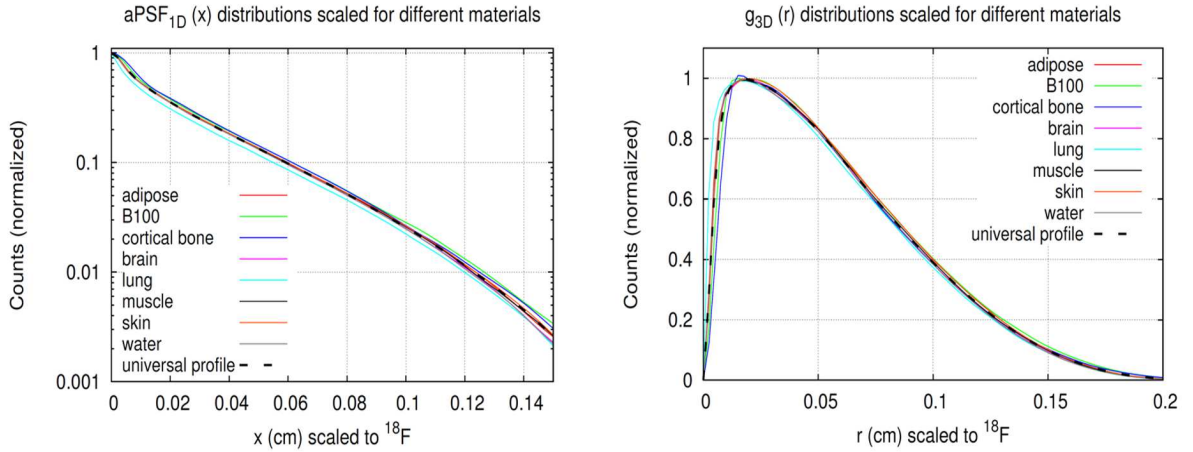 aPSF1D (x) distributions scaled for different materials
Counts (normalized)
1
0.1
0.01
0.001
adipose
B100
cortical bone
brain
lung
muscle
skin
water
universal profile
0 0.02 0.04 0.06 0.08 0.1 0.12 0.14
x (cm) scaled to 18F
g3D (r) distributions scaled for different materials
Counts (normalized)
1
0.8
0.6
0.4
0.2
0
adipose
B100
cortical bone
brain
lung
muscle
skin
water
universal profile
0 0.05 0.1 0.15 0.2
r (cm) scaled to 18F